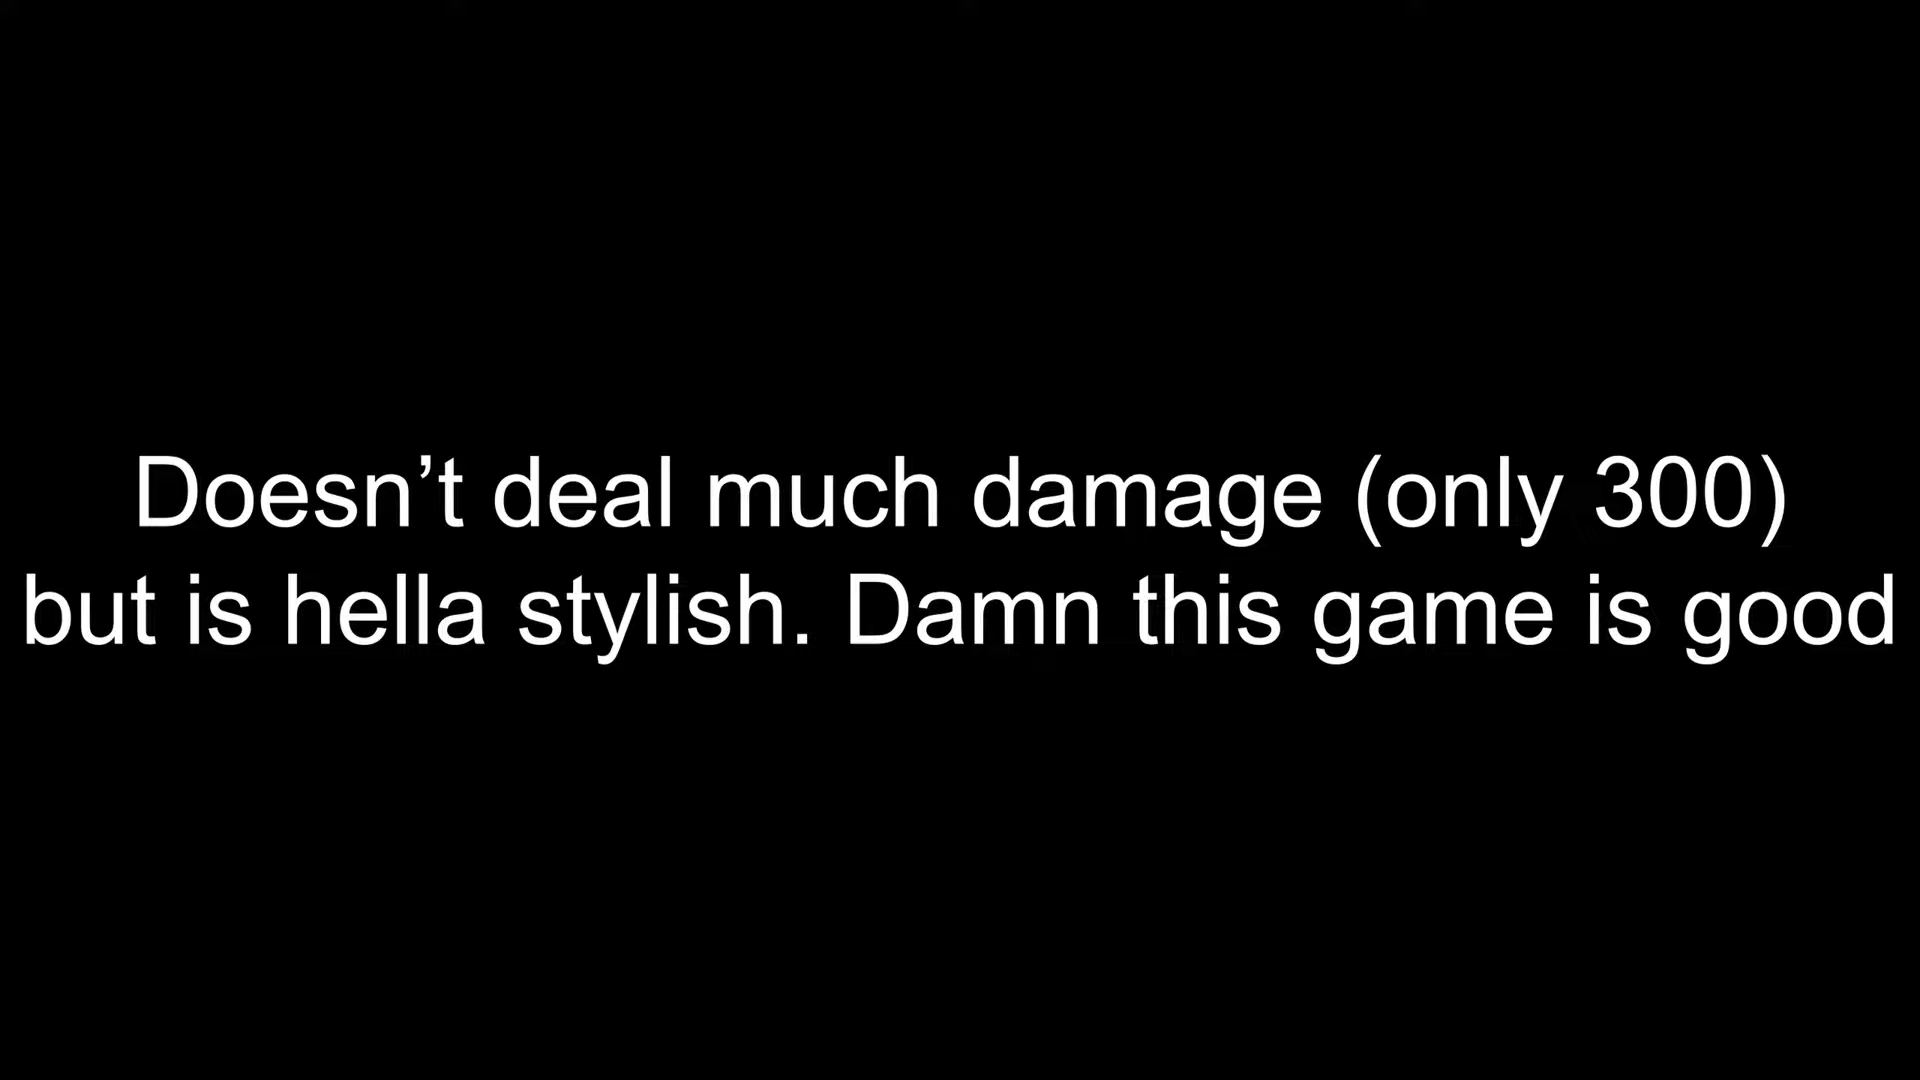 Doesn’t deal much damage (only 300)
but is hella stylish. Damn this game is good